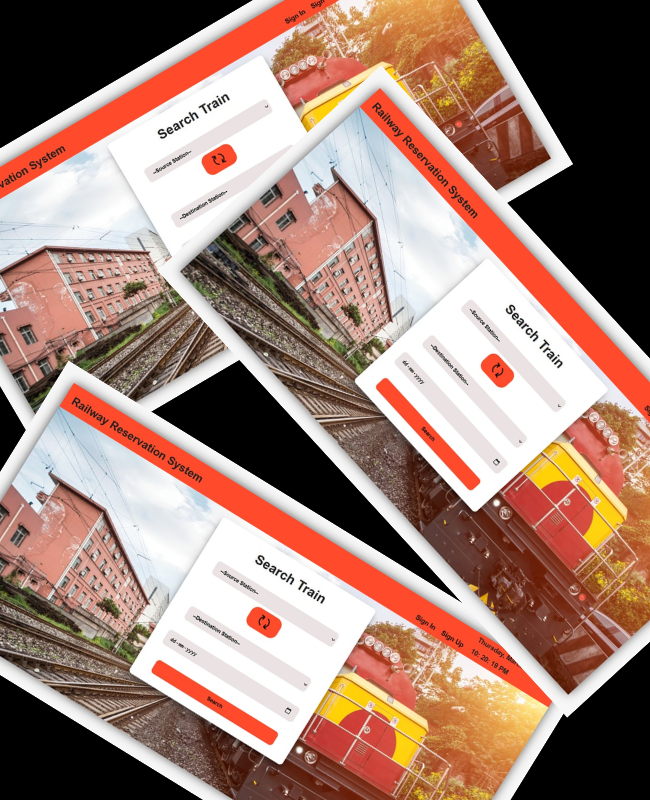 Sign In
vation System
Search Train
--Source Station--
--Destination Station--
Railway Reservation System
Search Train
--Source Station--
--Destination Station--
dd-mm-yyyy
Search
Railway Reservation System
Sign In Sign Up
Thursday,
10: 20: 19 PM
Search Train
--Source Station--
--Destination Station--
dd-mm-yyyy
Search